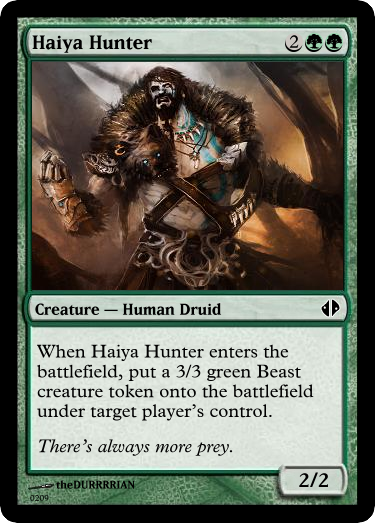 Haiya Hunter 2
Creature — Human Druid
When Haiya Hunter enters the
battlefield, put a 3/3 green Beast
creature token onto the battlefield
under target player's control.
There's always more prey.
theDURRRRIAN
0209
2/2